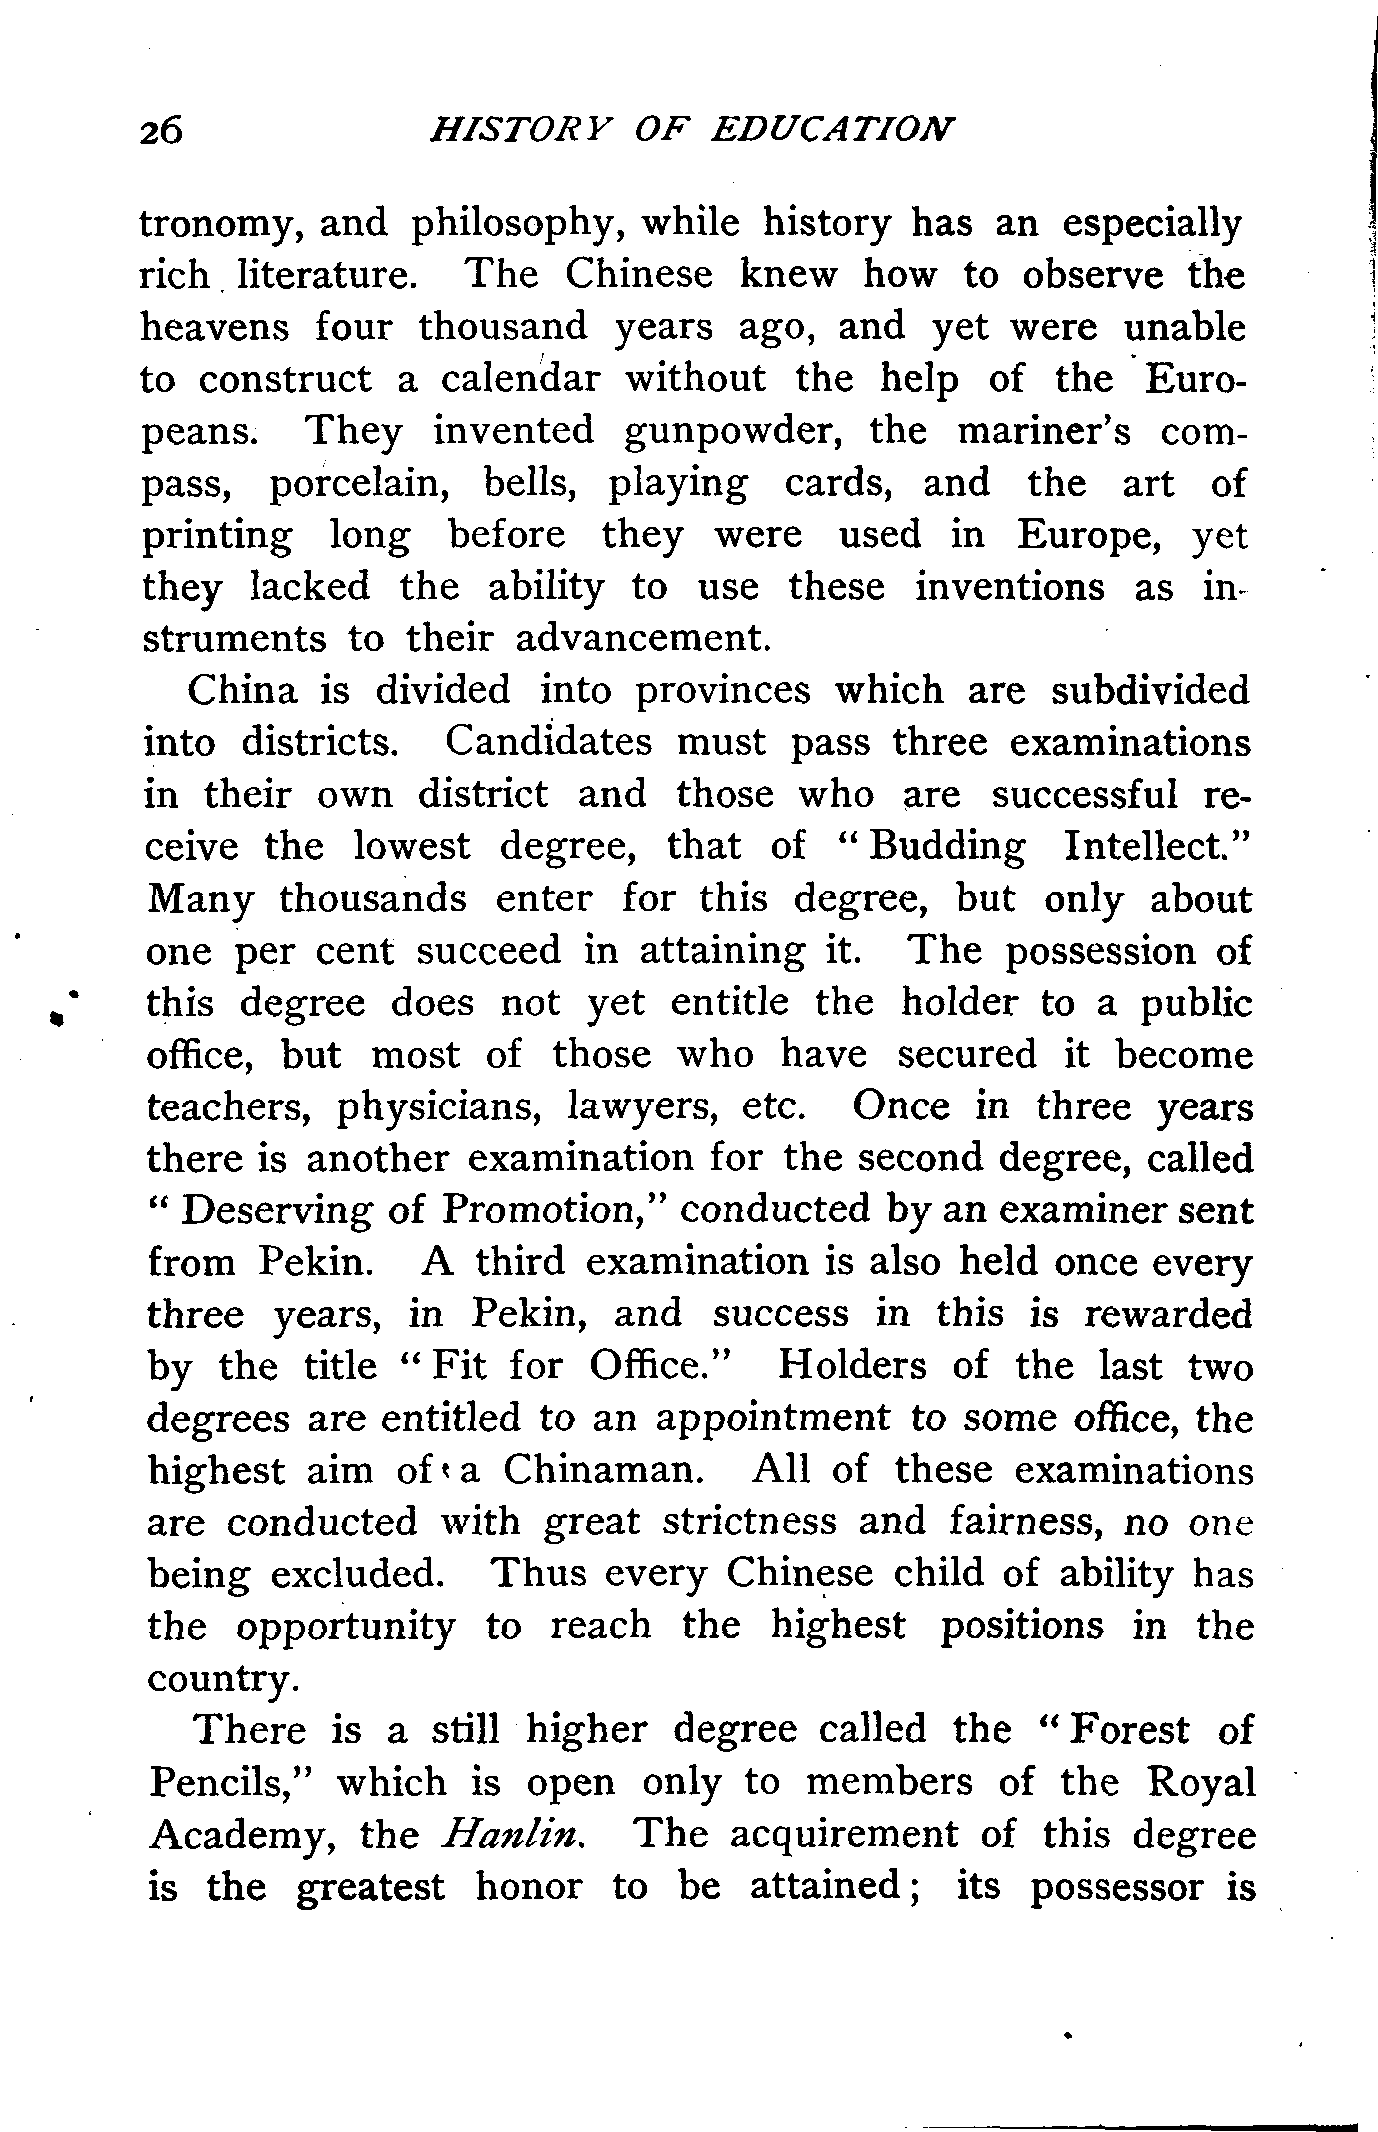 26 HISTORY OF EDUCATION
tronomy, and philosophy, while history has an especially
rich literature. The Chinese knew how to observe the
heavens four thousand years ago, and yet were unable
to construct a calendar without the help of the Euro-
peans. They invented gunpowder, the mariner's com-
pass, porcelain, bells, playing cards, and the art of
printing long before they were used in Europe, yet
they lacked the ability to use these inventions as in-
struments to their advancement.
China is divided into provinces which are subdivided
into districts. Candidates must pass three examinations
in their own district and those who are successful re-
ceive the lowest degree, that of “Budding Intellect.”
Many thousands enter for this degree, but only about
one per cent succeed in attaining it. The possession of
this degree does not yet entitle the holder to a public
office, but most of those who have secured it become
teachers, physicians, lawyers, etc. Once in three years
there is another examination for the second degree, called
“Deserving of Promotion,” conducted by an examiner sent
from Pekin. A third examination is also held once every
three years, in Pekin, and success in this is rewarded
by the title “Fit for Office.” Holders of the last two
degrees are entitled to an appointment to some office, the
highest aim of a Chinaman. All of these examinations
are conducted with great strictness and fairness, no one
being excluded. Thus every Chinese child of ability has
the opportunity to reach the highest positions in the
country.
There is a still higher degree called the “Forest of
Pencils,” which is open only to members of the Royal
Academy, the Hanlin. The acquirement of this degree
is the greatest honor to be attained; its possessor is